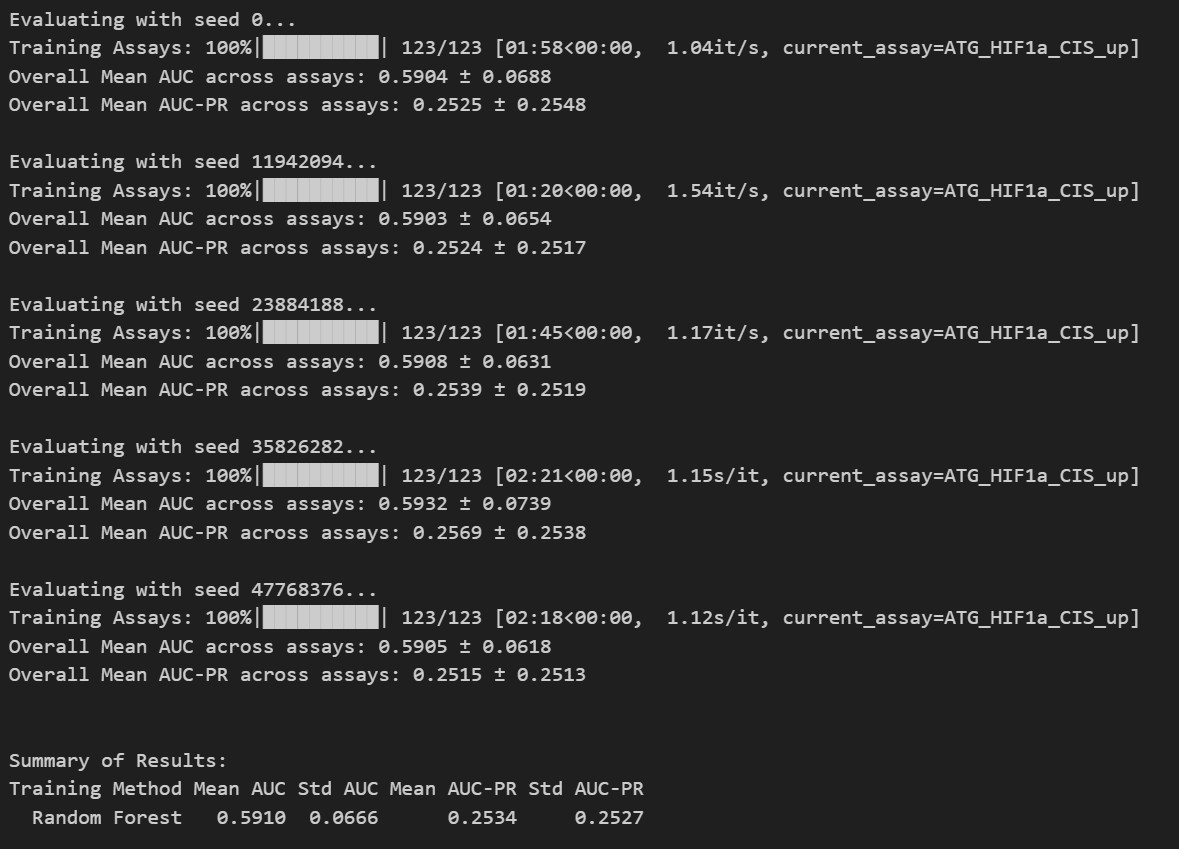 Evaluating with seed 0...
Training Assays: 100%|██████████| 123/123 [01:58<00:00,  1.04it/s, current_assay=ATG_HIF1a_CIS_up]
Overall Mean AUC across assays: 0.5904 ± 0.0688
Overall Mean AUC-PR across assays: 0.2525 ± 0.2548
Evaluating with seed 11942094...
Training Assays: 100%|██████████| 123/123 [01:20<00:00,  1.54it/s, current_assay=ATG_HIF1a_CIS_up]
Overall Mean AUC across assays: 0.5903 ± 0.0654
Overall Mean AUC-PR across assays: 0.2524 ± 0.2517
Evaluating with seed 23884188...
Training Assays: 100%|██████████| 123/123 [01:45<00:00,  1.17it/s, current_assay=ATG_HIF1a_CIS_up]
Overall Mean AUC across assays: 0.5908 ± 0.0631
Overall Mean AUC-PR across assays: 0.2539 ± 0.2519
Evaluating with seed 35826282...
Training Assays: 100%|██████████| 123/123 [02:21<00:00,  1.15s/it, current_assay=ATG_HIF1a_CIS_up]
Overall Mean AUC across assays: 0.5932 ± 0.0739
Overall Mean AUC-PR across assays: 0.2569 ± 0.2538
Evaluating with seed 47768376...
Training Assays: 100%|██████████| 123/123 [02:18<00:00,  1.12s/it, current_assay=ATG_HIF1a_CIS_up]
Overall Mean AUC across assays: 0.5905 ± 0.0618
Overall Mean AUC-PR across assays: 0.2515 ± 0.2513
Summary of Results:
Training Method Mean AUC Std AUC Mean AUC-PR Std AUC-PR
  Random Forest   0.5910  0.0666      0.2534     0.2527